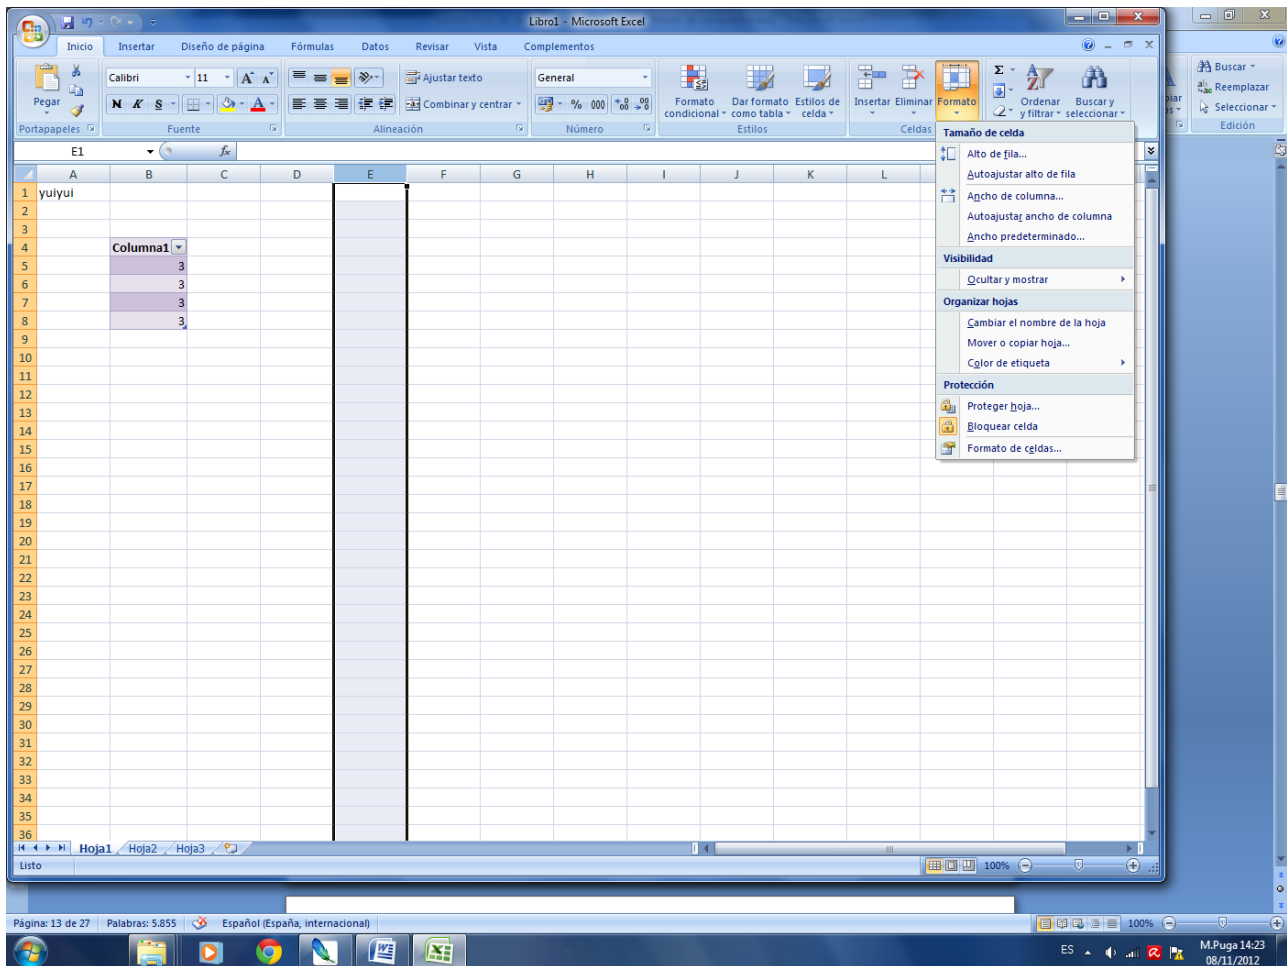 Libro1 - Microsoft Excel
Inicio Insertar Diseño de página Fórmulas Datos Revisar Vista Complementos
Pegar
Calibri 11
N K S
Ajustar texto
Combinar y centrar
General
% 000
Formato condicional
Dar formato como tabla
Estilos de celda
Insertar Eliminar Formato
Ordenar y filtrar
Buscar y seleccionar
Portapapeles Fuente Alineación Número Estilos Celdas
Buscar
Reemplazar
Seleccionar
Edición
E1 fx
A B C D E F G H I J K L
1 yuiyui
2
3
4 Columna1
5 3
6 3
7 3
8 3
9
10
11
12
13
14
15
16
17
18
19
20
21
22
23
24
25
26
27
28
29
30
31
32
33
34
35
36
Tamaño de celda
Alto de fila...
Autoajustar alto de fila
Ancho de columna...
Autoajustar ancho de columna
Ancho predeterminado...
Visibilidad
Ocultar y mostrar
Organizar hojas
Cambiar el nombre de la hoja
Mover o copiar hoja...
Color de etiqueta
Protección
Proteger hoja...
Bloquear celda
Formato de celdas...
Hoja1 Hoja2 Hoja3
Listo 100%
Página: 13 de 27 Palabras: 5.855 Español (España, internacional) 100%
ES M.Puga 14:23
08/11/2012